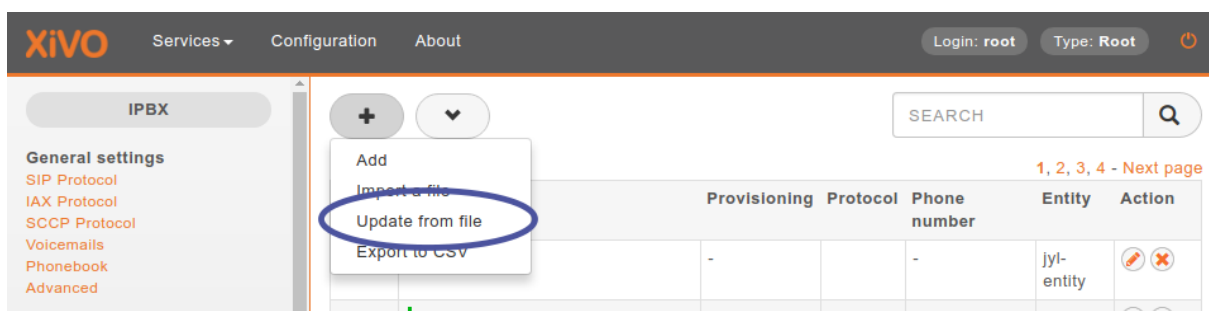 XiVO Services Configuration About Login: root Type: Root
IPBX
SEARCH
General settings
SIP Protocol
IAX Protocol
SCCP Protocol
Voicemails
Phonebook
Advanced
Add
Import a file
Update from file
Export to CSV
1, 2, 3, 4 - Next page
Provisioning Protocol Phone number Entity Action
- - jyl-entity